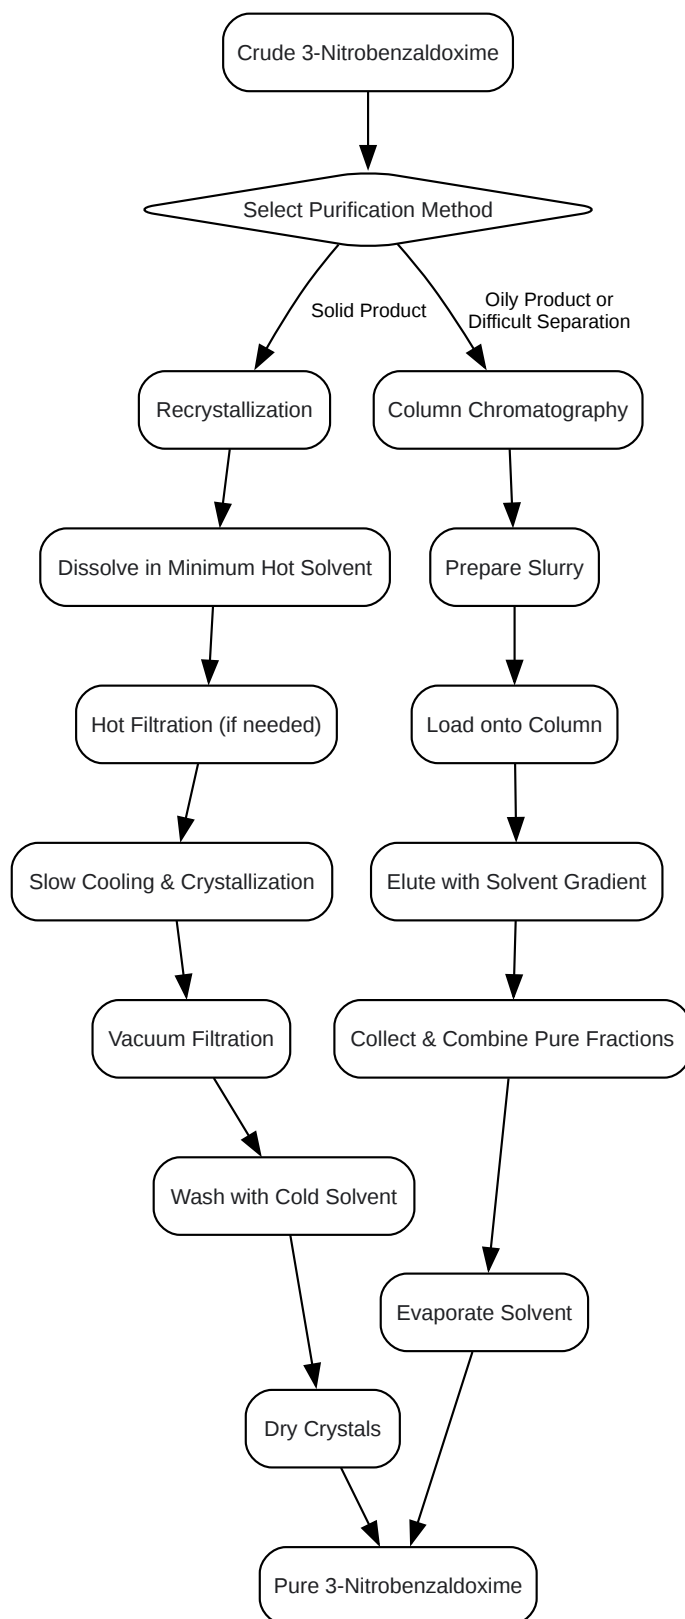 Crude 3-Nitrobenzaldoxime
Select Purification Method
Solid Product
Oily Product or
Difficult Separation
Recrystallization
Column Chromatography
Dissolve in Minimum Hot Solvent
Prepare Slurry
Hot Filtration (if needed)
Load onto Column
Slow Cooling & Crystallization
Elute with Solvent Gradient
Vacuum Filtration
Collect & Combine Pure Fractions
Wash with Cold Solvent
Evaporate Solvent
Dry Crystals
Pure 3-Nitrobenzaldoxime